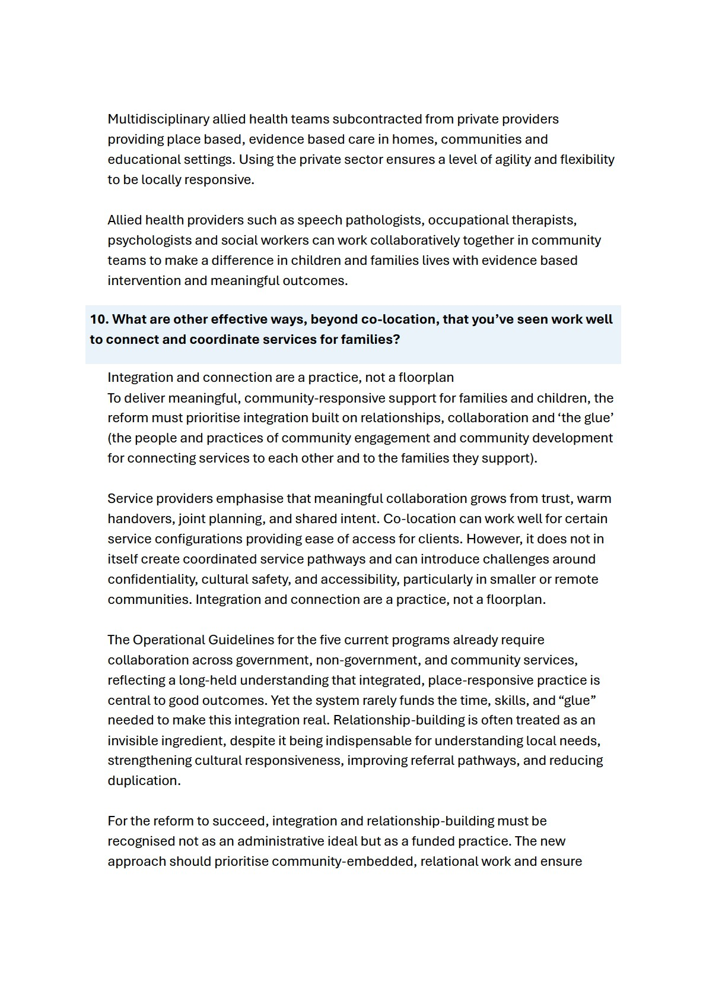 Multidisciplinary allied health teams subcontracted from private providers
providing place based, evidence based care in homes, communities and
educational settings. Using the private sector ensures a level of agility and flexibility
to be locally responsive.
Allied health providers such as speech pathologists, occupational therapists,
psychologists and social workers can work collaboratively together in community
teams to make a difference in children and families lives with evidence based
intervention and meaningful outcomes.
10. What are other effective ways, beyond co-location, that you’ve seen work well
to connect and coordinate services for families?
Integration and connection are a practice, not a floorplan
To deliver meaningful, community-responsive support for families and children, the
reform must prioritise integration built on relationships, collaboration and ‘the glue’
(the people and practices of community engagement and community development
for connecting services to each other and to the families they support).
Service providers emphasise that meaningful collaboration grows from trust, warm
handovers, joint planning, and shared intent. Co-location can work well for certain
service configurations providing ease of access for clients. However, it does not in
itself create coordinated service pathways and can introduce challenges around
confidentiality, cultural safety, and accessibility, particularly in smaller or remote
communities. Integration and connection are a practice, not a floorplan.
The Operational Guidelines for the five current programs already require
collaboration across government, non-government, and community services,
reflecting a long-held understanding that integrated, place-responsive practice is
central to good outcomes. Yet the system rarely funds the time, skills, and “glue”
needed to make this integration real. Relationship-building is often treated as an
invisible ingredient, despite it being indispensable for understanding local needs,
strengthening cultural responsiveness, improving referral pathways, and reducing
duplication.
For the reform to succeed, integration and relationship-building must be
recognised not as an administrative ideal but as a funded practice. The new
approach should prioritise community-embedded, relational work and ensure